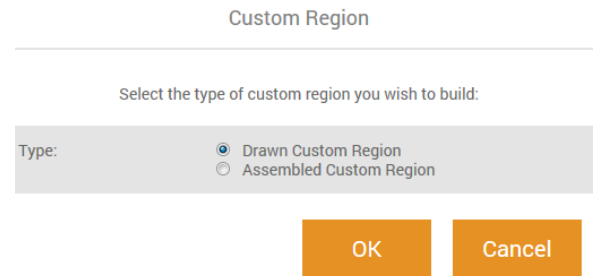 Custom Region
Select the type of custom region you wish to build:
Type:
Drawn Custom Region
Assembled Custom Region
OK
Cancel